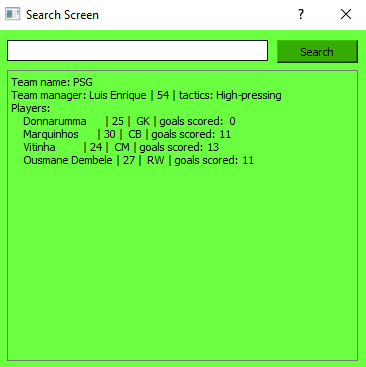 Search Screen
?
Search
Team name: PSG
Team manager: Luis Enrique | 54 | tactics: High-pressing
Players:
Donnarumma | 25 | GK | goals scored: 0
Marquinhos | 30 | CB | goals scored: 11
Vitinha | 24 | CM | goals scored: 13
Ousmane Dembele | 27 | RW | goals scored: 11